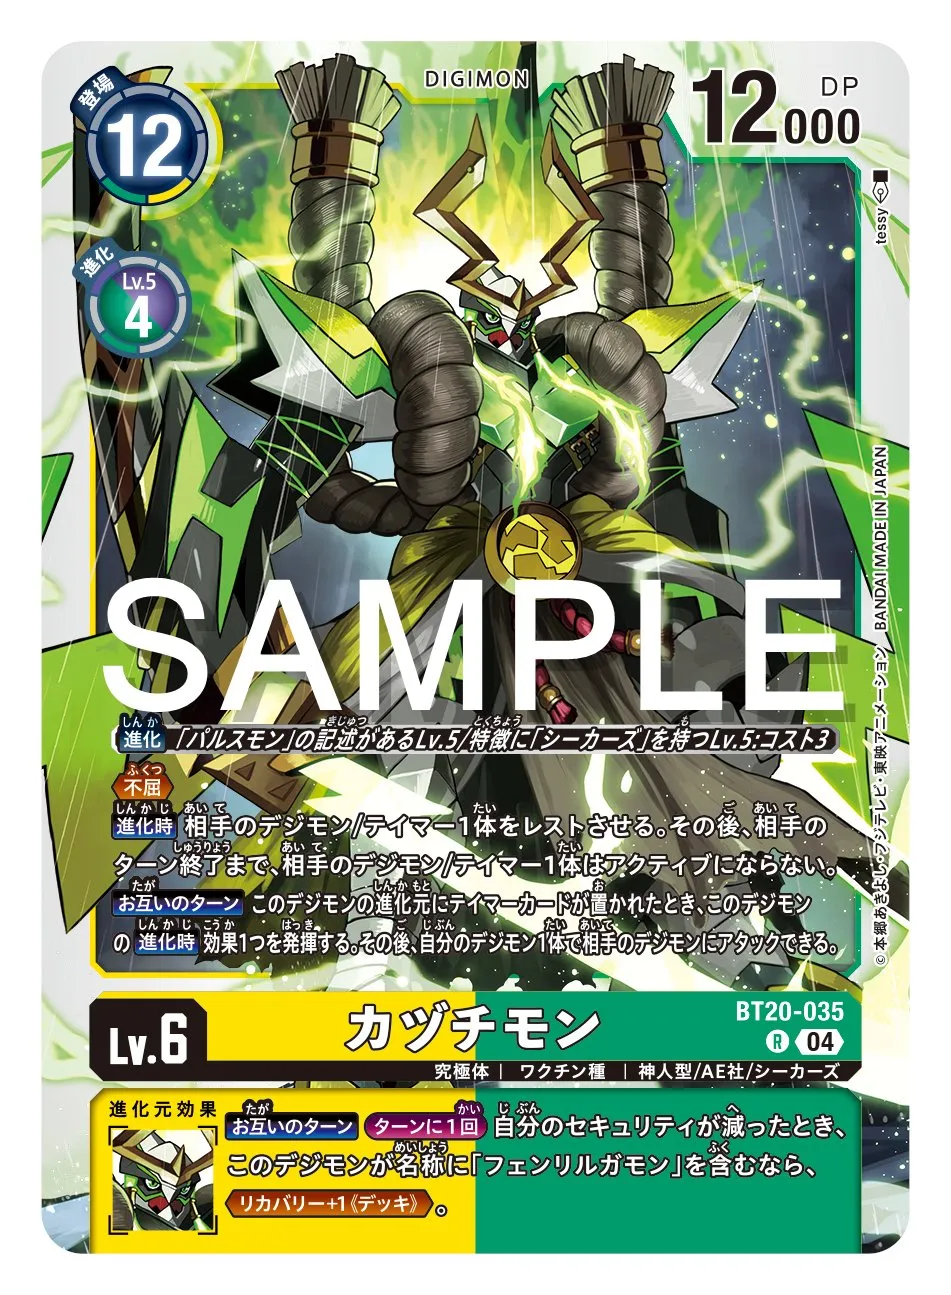 登場
12
DIGIMON
12000
DP
進化
Lv.5
4
tessy
SAMPLE
©本郷あきよし・フジテレビ・東映アニメーション BANDAI MADE IN JAPAN
進化 「パルスモン」の記述があるLv.5/特徴に「シーカーズ」を持つLv.5:コスト3
不屈
進化時 相手のデジモン/テイマー1体をレストさせる。その後、相手の
ターン終了まで、相手のデジモン/テイマー1体はアクティブにならない。
お互いのターン このデジモンの進化元にテイマーカードが置かれたとき、このデジモン
の 進化時 効果1つを発揮する。その後、自分のデジモン1体で相手のデジモンにアタックできる。
Lv.6
カヅチモン
BT20-035
R 04
究極体 | ワクチン種 | 神人型/AE社/シーカーズ
進化元効果
お互いのターン ターンに1回 自分のセキュリティが減ったとき、
このデジモンが名称に「フェンリルガモン」を含むなら、
リカバリー+1《デッキ》。